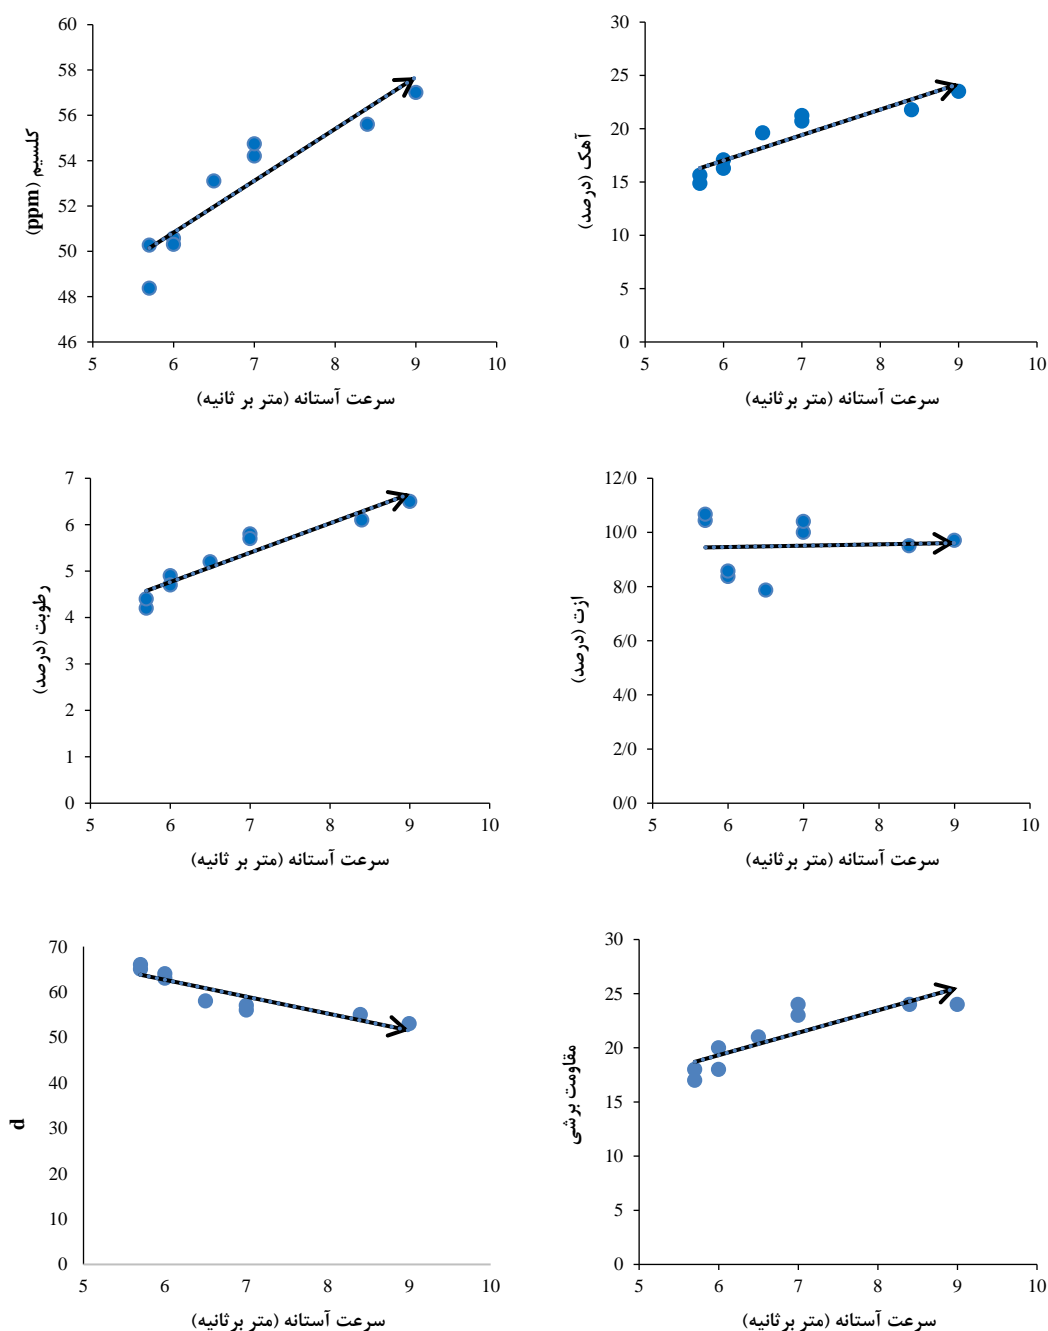 60
58
56
54
52
50
48
46
کلسیم (ppm)
5 6 7 8 9 10
سرعت آستانه (متر بر ثانیه)
30
25
20
15
10
5
0
آهک (درصد)
5 6 7 8 9 10
سرعت آستانه (متر برثانیه)
7
6
5
4
3
2
1
0
رطوبت (درصد)
5 6 7 8 9 10
سرعت آستانه (متر بر ثانیه)
12/0
10/0
8/0
6/0
4/0
2/0
0/0
ازت (درصد)
5 6 7 8 9 10
سرعت آستانه (متر برثانیه)
70
60
50
40
30
20
10
0
d
5 6 7 8 9 10
سرعت آستانه (متر برثانیه)
30
25
20
15
10
5
0
مقاومت برشی
5 6 7 8 9 10
سرعت آستانه (متر برثانیه)